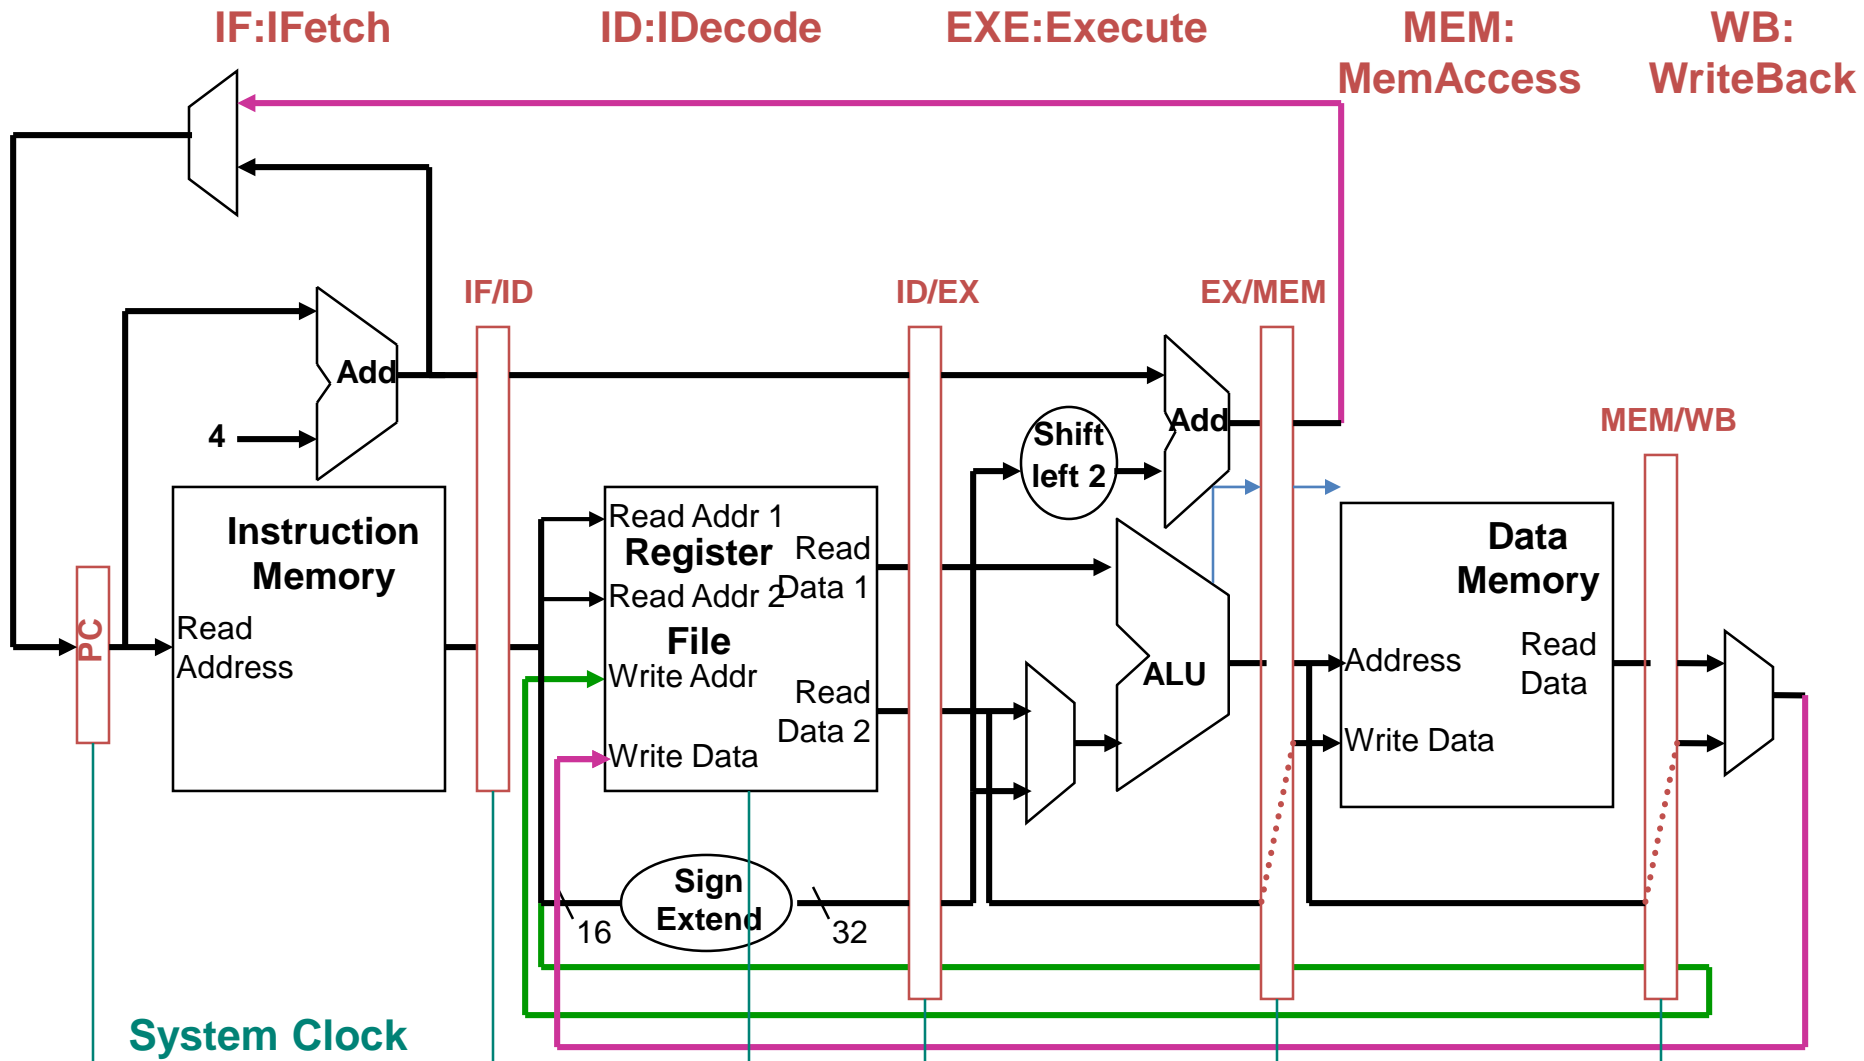 IF:IFetch
ID:IDecode
EXE:Execute
MEM:
MemAccess
WB:
WriteBack
IF/ID
ID/EX
EX/MEM
MEM/WB
Add
4
Add
Shift
left 2
Instruction
Memory
Read
Address
PC
Read Addr 1
Register
Read Addr 2
File
Write Addr
Write Data
Read
Data 1
Read
Data 2
ALU
Data
Memory
Address
Read
Data
Write Data
Sign
Extend
16
32
System Clock